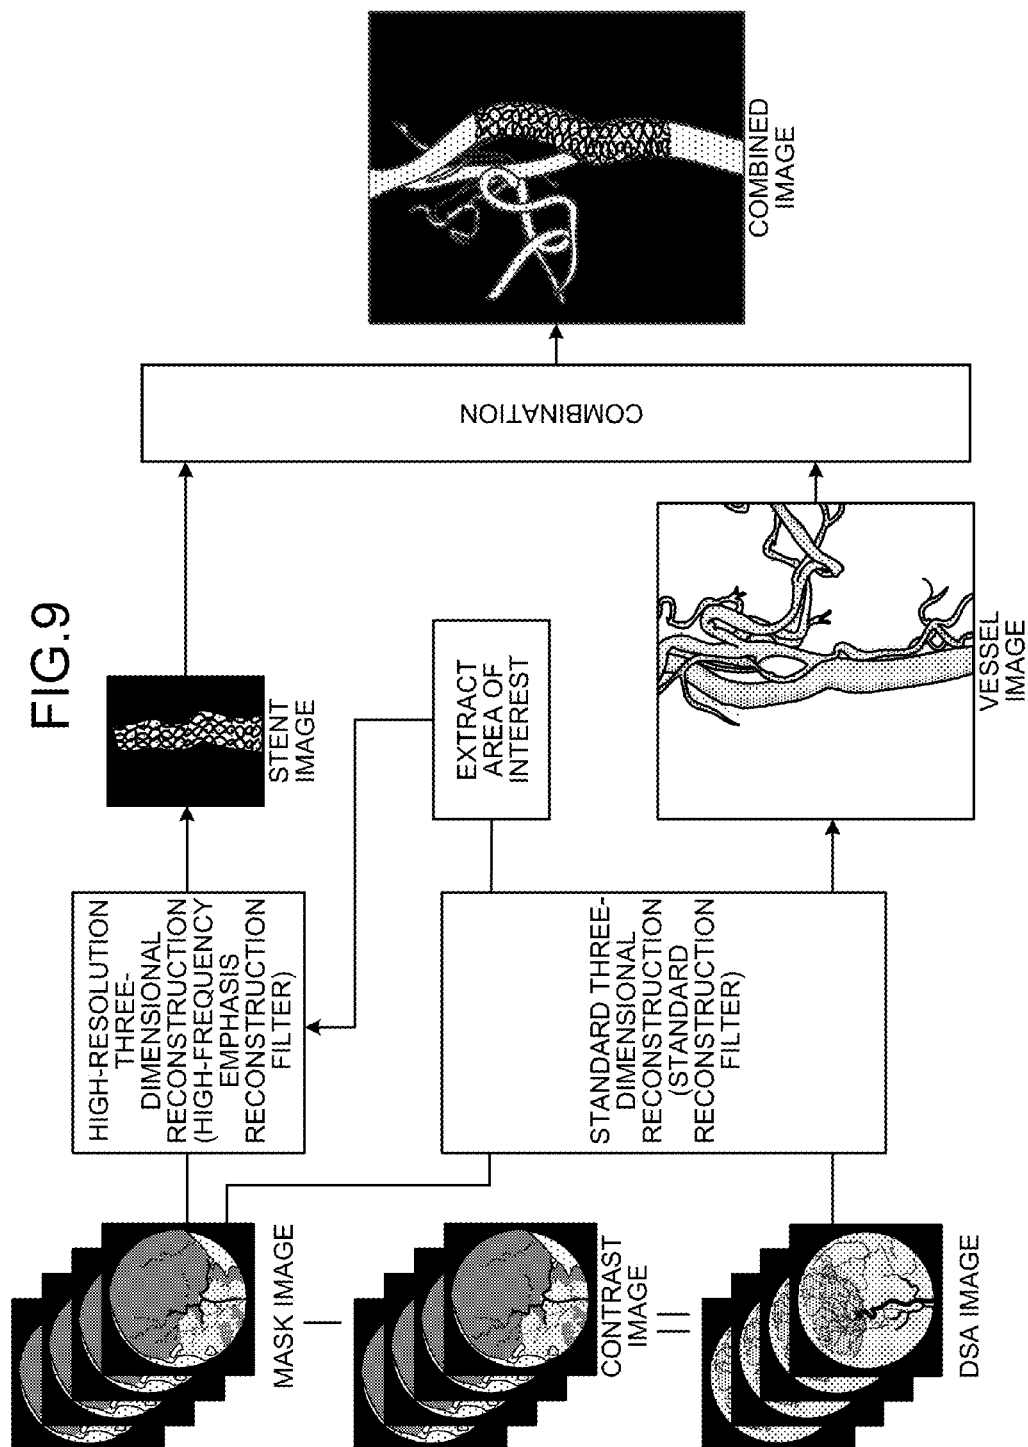 FIG.9
MASK IMAGE
—
CONTRAST
IMAGE
=
DSA IMAGE
HIGH-RESOLUTION
THREE-
DIMENSIONAL
RECONSTRUCTION
(HIGH-FREQUENCY
EMPHASIS
RECONSTRUCTION
FILTER)
STANDARD THREE-
DIMENSIONAL
RECONSTRUCTION
(STANDARD
RECONSTRUCTION
FILTER)
STENT
IMAGE
EXTRACT
AREA OF
INTEREST
VESSEL
IMAGE
COMBINATION
COMBINED
IMAGE